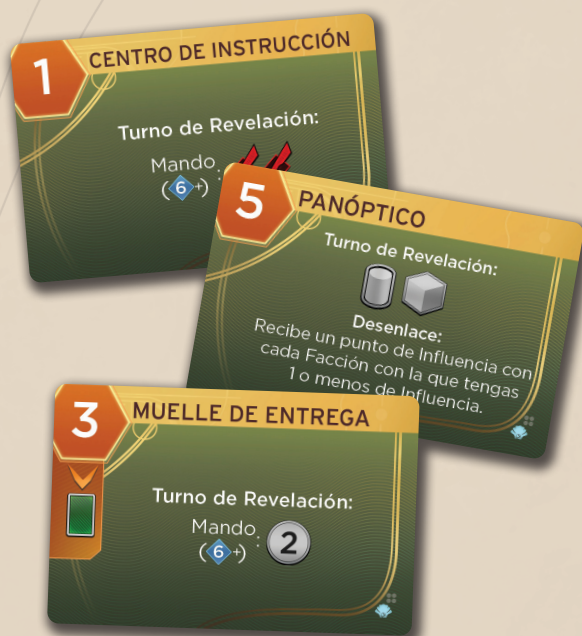 1
CENTRO DE INSTRUCCIÓN
Turno de Revelación:
Mando :
(6+)
5
PANÓPTICO
Turno de Revelación:
Desenlace:
Recibe un punto de Influencia con
cada Facción con la que tengas
1 o menos de Influencia.
3
MUELLE DE ENTREGA
Turno de Revelación:
Mando : 2
(6+)